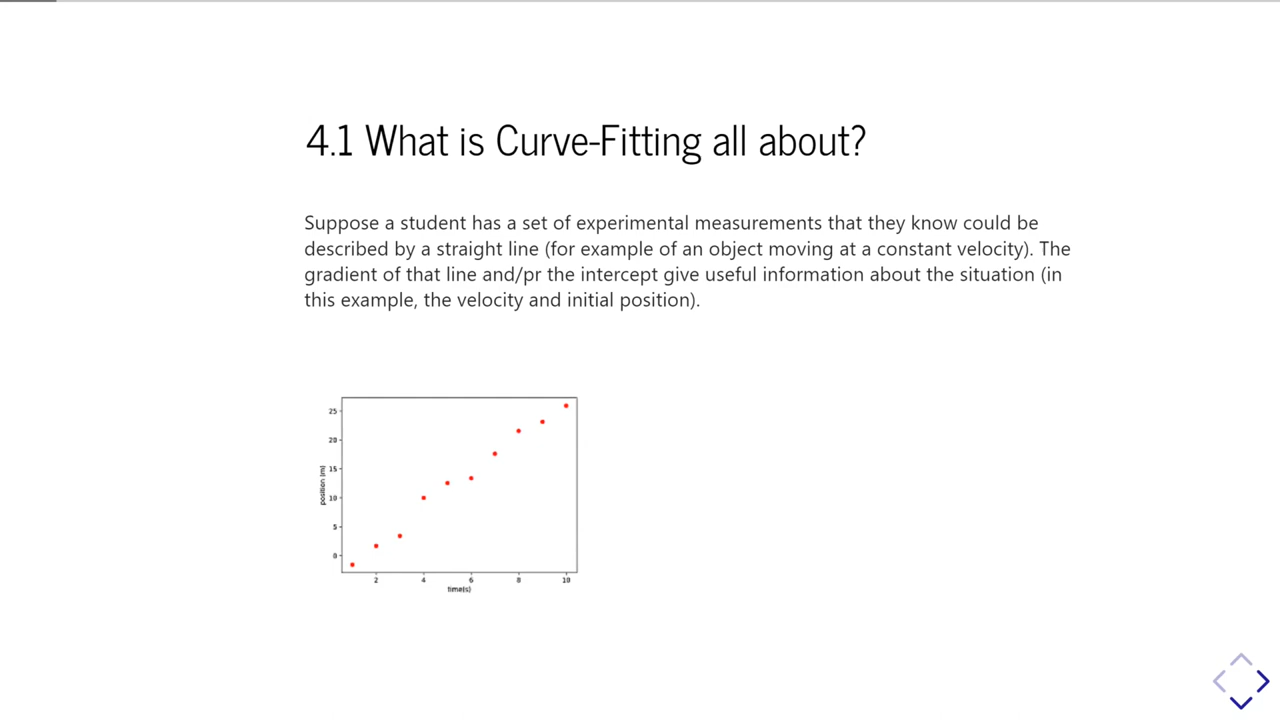 4.1 What is Curve-Fitting all about?
Suppose a student has a set of experimental measurements that they know could be
described by a straight line (for example of an object moving at a constant velocity). The
gradient of that line and/pr the intercept give useful information about the situation (in
this example, the velocity and initial position).
25
20
15
10
5
0
position (m)
2 4 6 8 10
time(s)